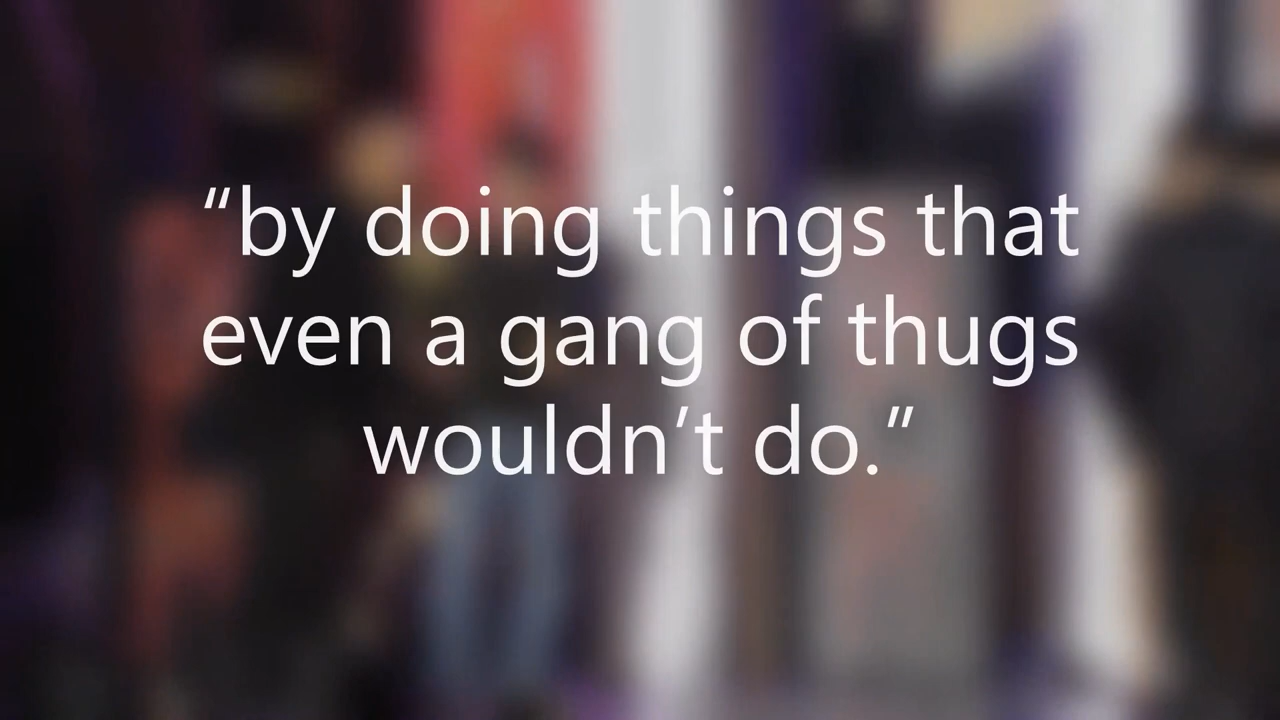 “by doing things that
even a gang of thugs
wouldn’t do.”